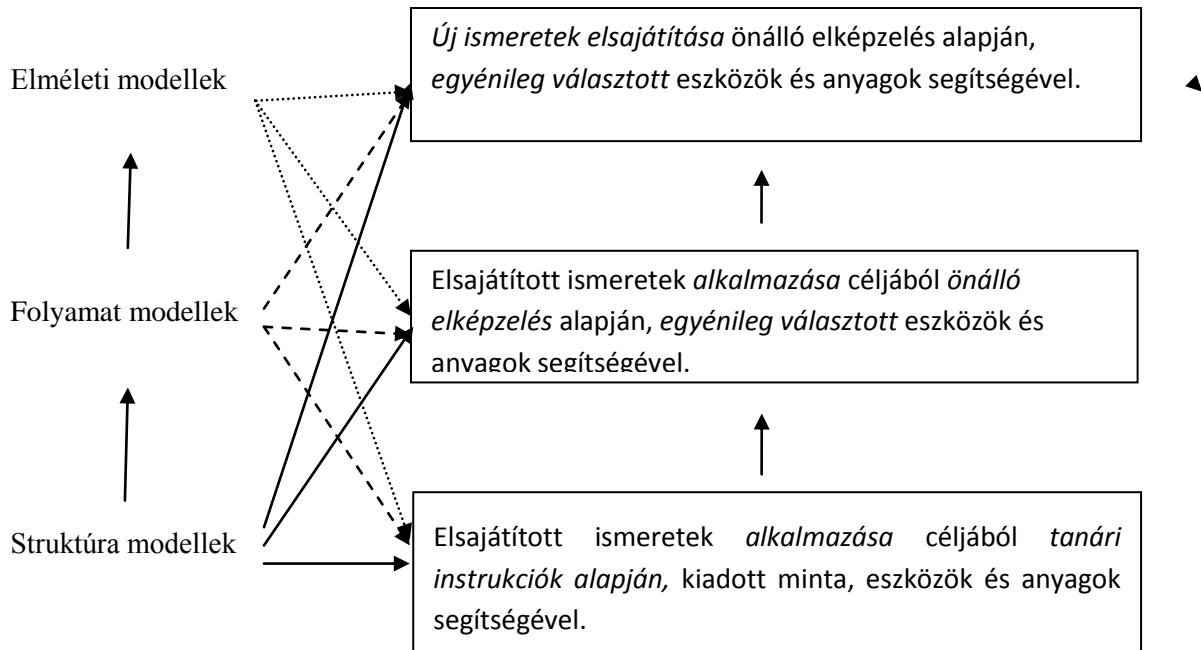 Új ismeretek elsajátítása önálló elképzelés alapján,
egyénileg választott eszközök és anyagok segítségével.
Elméleti modellek
Elsajátított ismeretek alkalmazása céljából önálló
elképzelés alapján, egyénileg választott eszközök és
anyagok segítségével.
Folyamat modellek
Elsajátított ismeretek alkalmazása céljából tanári
instrukciók alapján, kiadott minta, eszközök és anyagok
segítségével.
Struktúra modellek